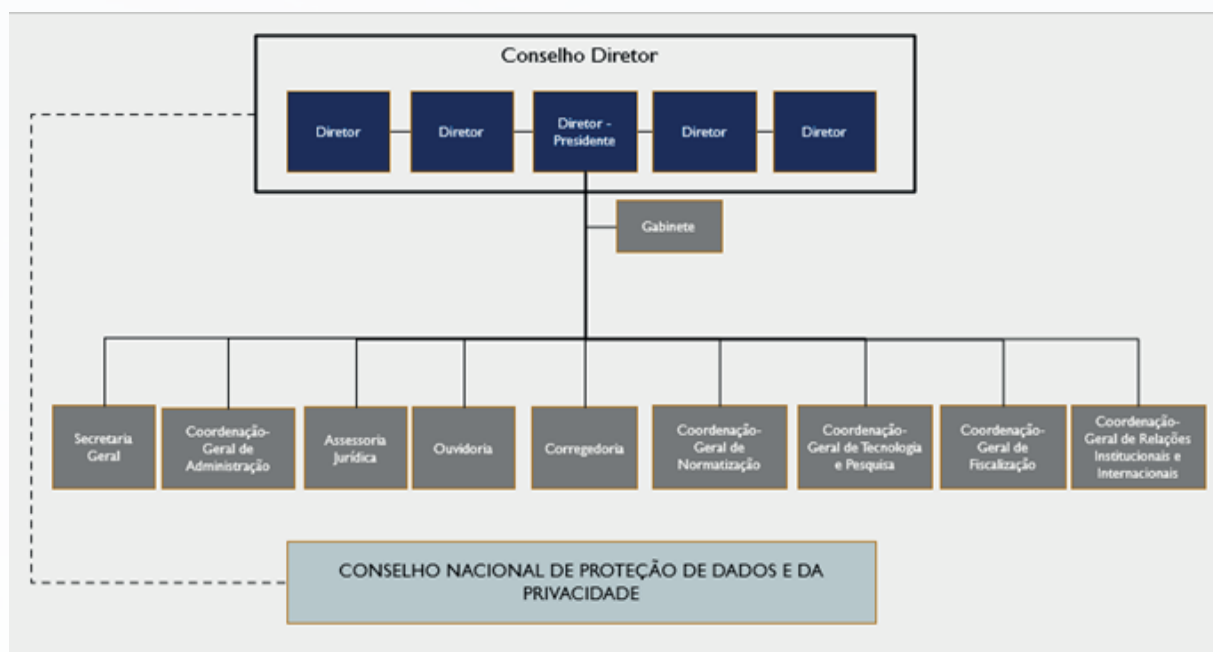 Conselho Diretor
Diretor
Diretor
Diretor -
Presidente
Diretor
Diretor
Gabinete
Secretaria
Geral
Coordenação-
Geral de
Administração
Assessoria
Jurídica
Ouvidoria
Corregedoria
Coordenação-
Geral de
Normatização
Coordenação-
Geral de Tecnologia
e Pesquisa
Coordenação-
Geral de
Fiscalização
Coordenação-
Geral de Relações
Institucionais e
Internacionais
CONSELHO NACIONAL DE PROTEÇÃO DE DADOS E DA
PRIVACIDADE